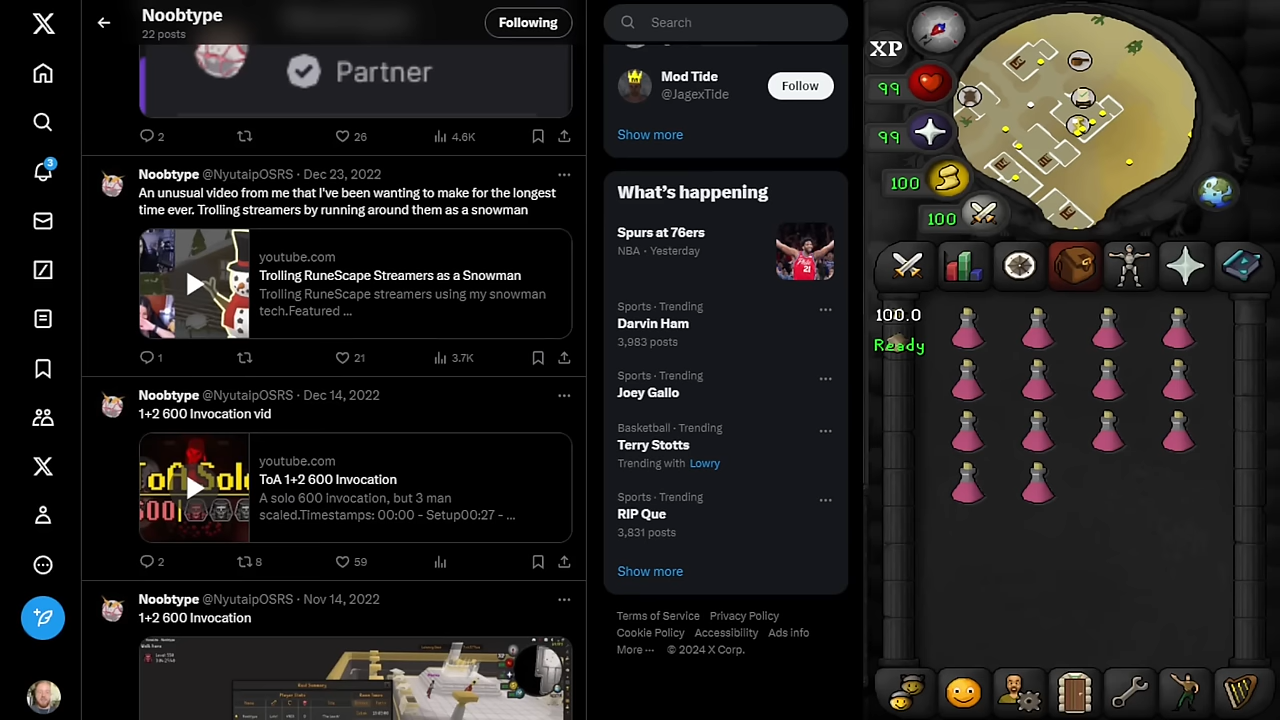 Noobtype
22 posts
Following
Partner
2
26
4.6K
Noobtype @NyutaipOSRS · Dec 23, 2022
An unusual video from me that I've been wanting to make for the longest
time ever. Trolling streamers by running around them as a snowman
youtube.com
Trolling RuneScape Streamers as a Snowman
Trolling RuneScape streamers using my snowman
tech.Featured ...
1
21
3.7K
Noobtype @NyutaipOSRS · Dec 14, 2022
1+2 600 Invocation vid
ToA Solo
600
youtube.com
ToA 1+2 600 Invocation
A solo 600 Invocation, but 3 man
scaled.Timestamps: 00:00 - Setup00:27 - ...
2
8
59
Noobtype @NyutaipOSRS · Nov 14, 2022
1+2 600 Invocation
3
Search
Mod Tide
@JagexTide
Follow
Show more
What's happening
Spurs at 76ers
NBA · Yesterday
Sports · Trending
Darvin Ham
3,983 posts
Sports · Trending
Joey Gallo
Basketball · Trending
Terry Stotts
Trending with Lowry
Sports · Trending
RIP Que
3,831 posts
Show more
Terms of Service Privacy Policy
Cookie Policy Accessibility Ads info
More ··· © 2024 X Corp.
XP
99
99
100
100
100.0
Ready